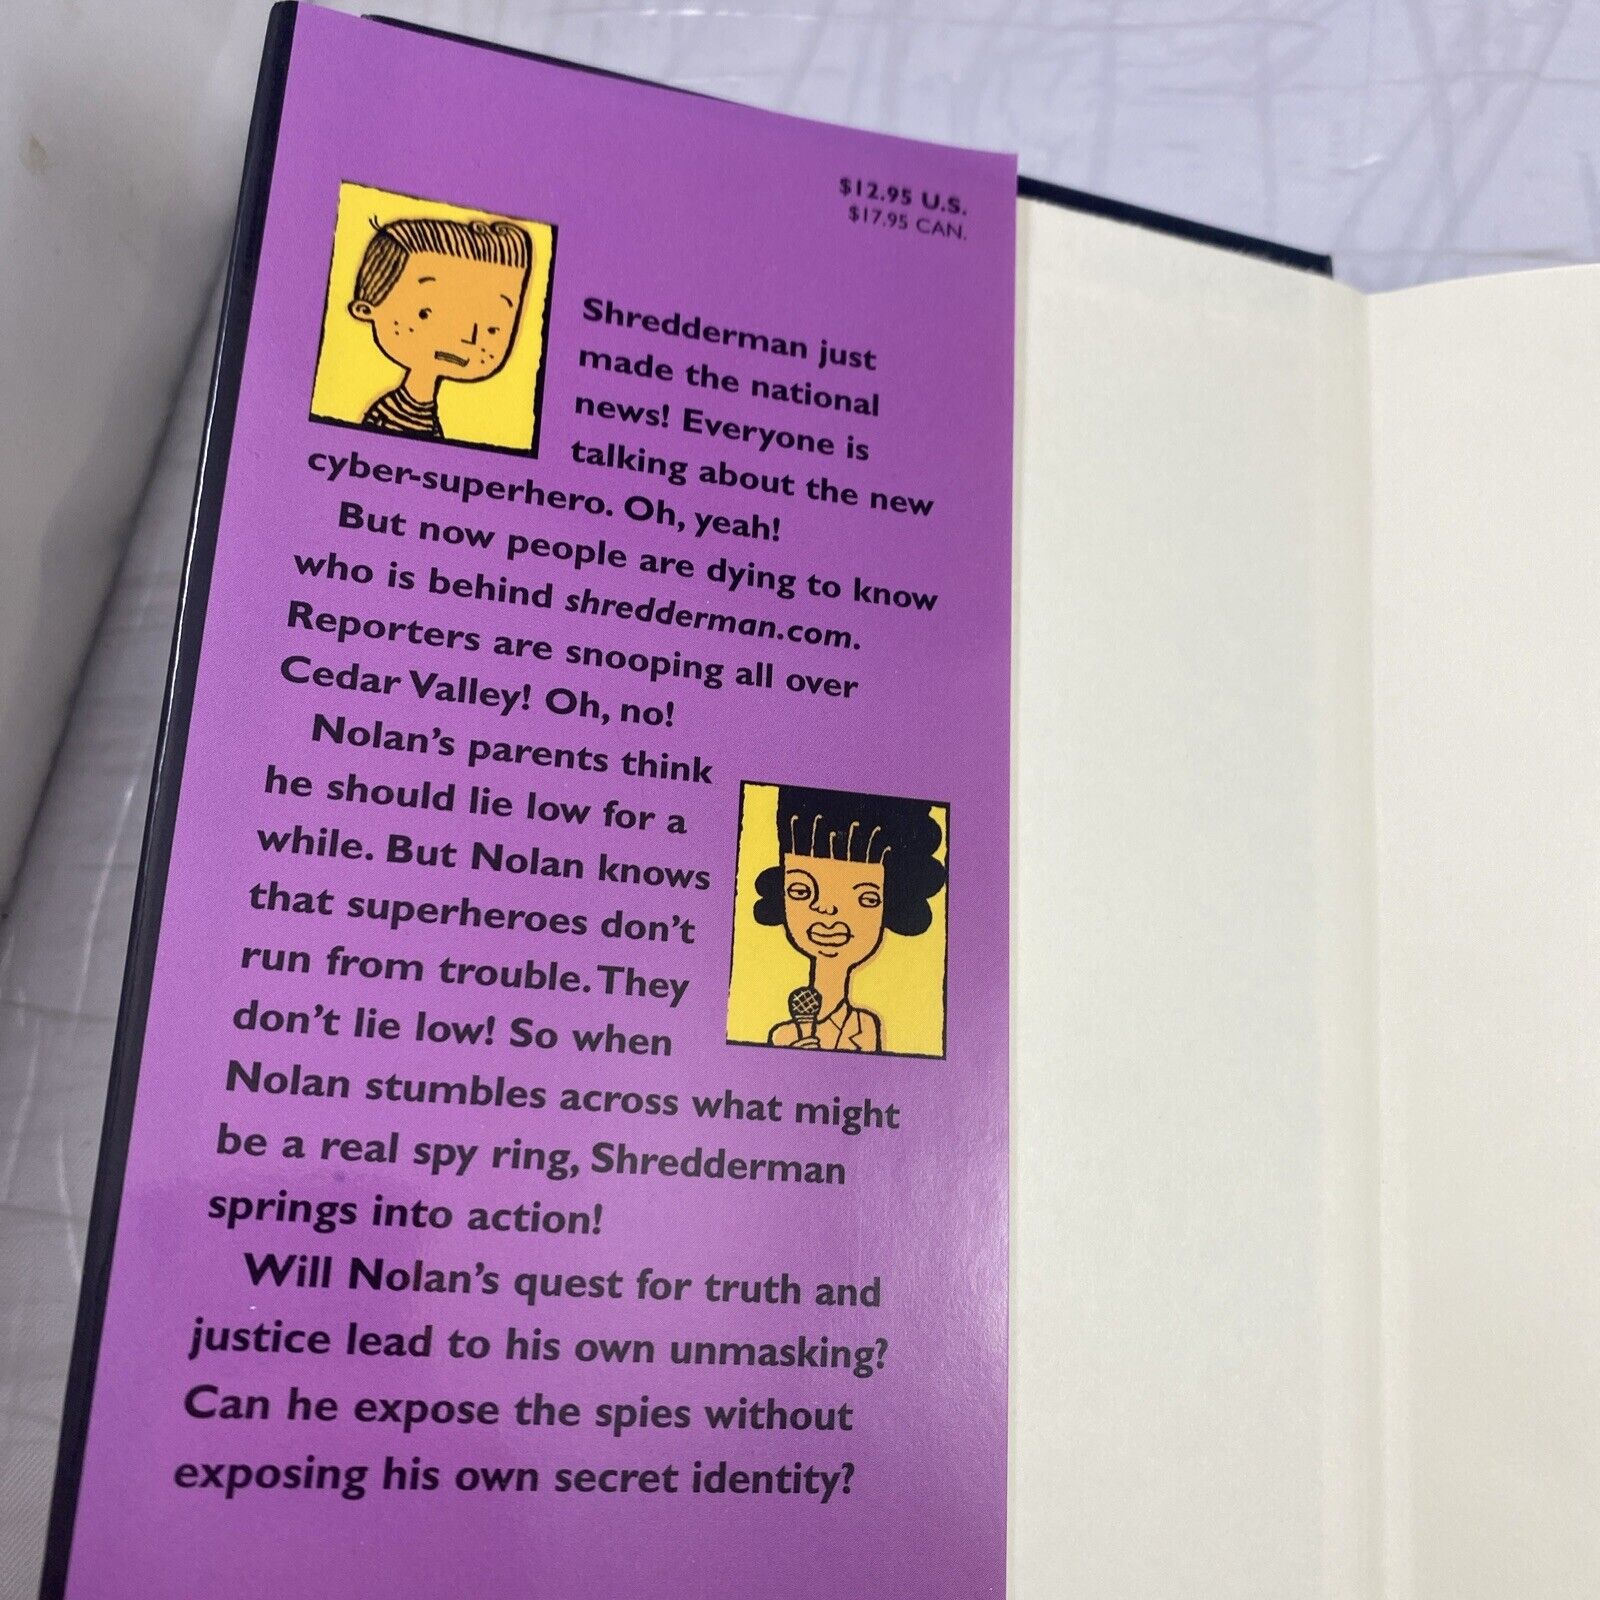 $12.95 U.S.
$17.95 CAN.
Shredderman just
made the national
news! Everyone is
talking about the new
cyber-superhero. Oh, yeah!
But now people are dying to know
who is behind shredderman.com.
Reporters are snooping all over
Cedar Valley! Oh, no!
Nolan's parents think
he should lie low for a
while. But Nolan knows
that superheroes don't
run from trouble. They
don't lie low! So when
Nolan stumbles across what might
be a real spy ring, Shredderman
springs into action!
Will Nolan's quest for truth and
justice lead to his own unmasking?
Can he expose the spies without
exposing his own secret identity?